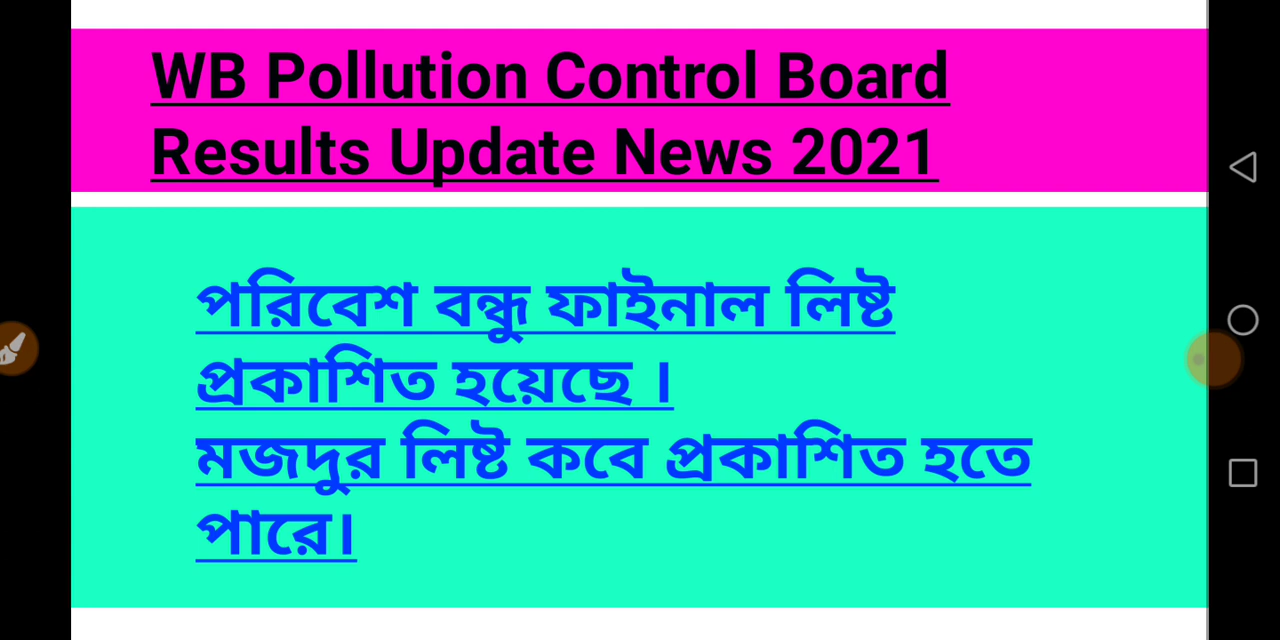 WB Pollution Control Board
Results Update News 2021
পরিবেশ বন্ধু ফাইনাল লিষ্ট
প্রকাশিত হয়েছে ।
মজদুর লিষ্ট কবে প্রকাশিত হতে
পারে।